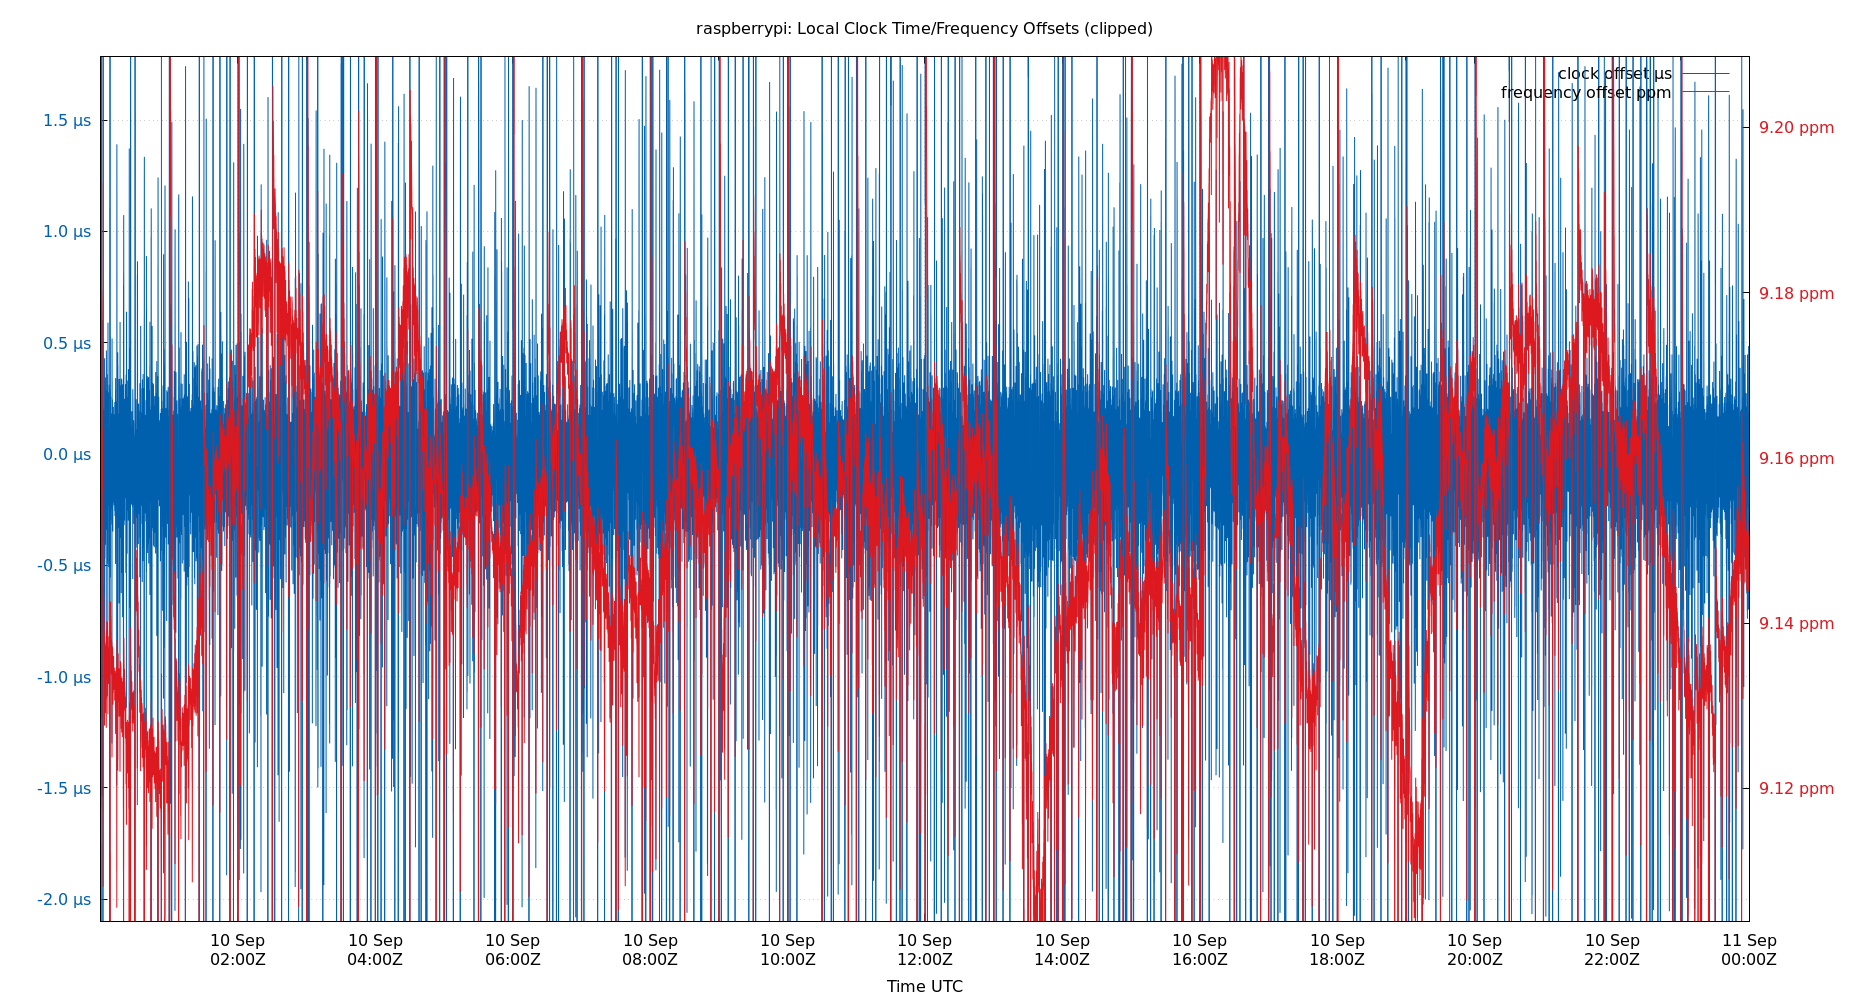 raspberrypi: Local Clock Time/Frequency Offsets (clipped)
clock offset µs
frequency offset ppm
1.5 µs
1.0 µs
0.5 µs
0.0 µs
-0.5 µs
-1.0 µs
-1.5 µs
-2.0 µs
9.20 ppm
9.18 ppm
9.16 ppm
9.14 ppm
9.12 ppm
10 Sep 10 Sep 10 Sep 10 Sep 10 Sep 10 Sep 10 Sep 10 Sep 10 Sep 10 Sep 10 Sep 11 Sep
02:00Z 04:00Z 06:00Z 08:00Z 10:00Z 12:00Z 14:00Z 16:00Z 18:00Z 20:00Z 22:00Z 00:00Z
Time UTC